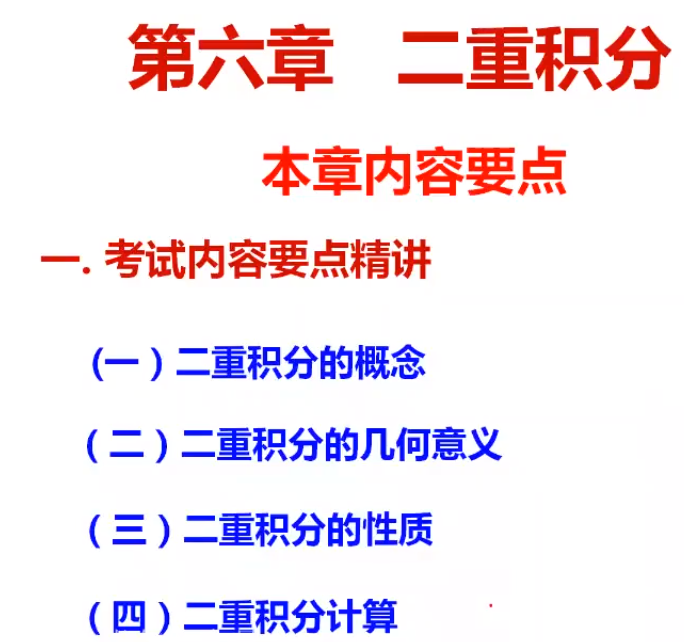 第六章 二重积分
本章内容要点
一. 考试内容要点精讲
(一)二重积分的概念
(二)二重积分的几何意义
(三)二重积分的性质
(四)二重积分计算